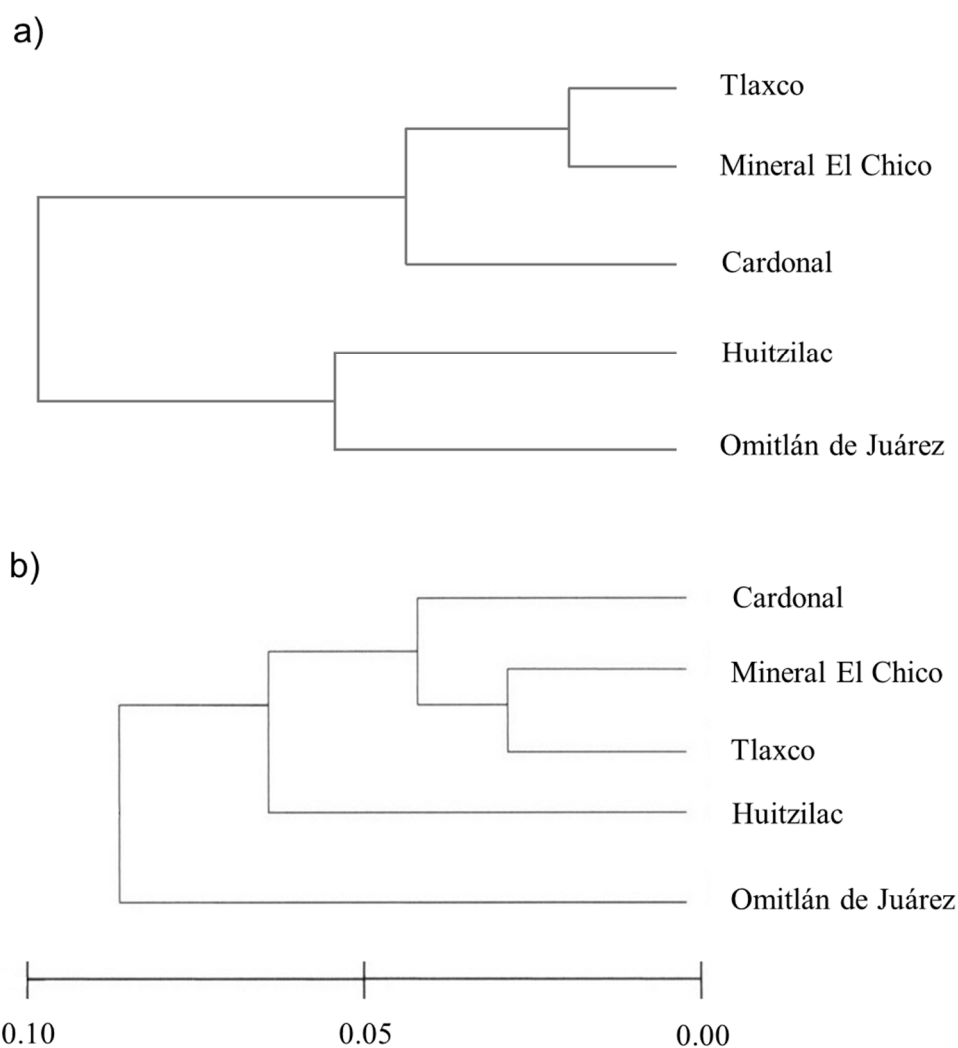 a)
Tlaxco
Mineral El Chico
Cardonal
Huitzilac
Omitlán de Juárez
b)
Cardonal
Mineral El Chico
Tlaxco
Huitzilac
Omitlán de Juárez
0.10 0.05 0.00